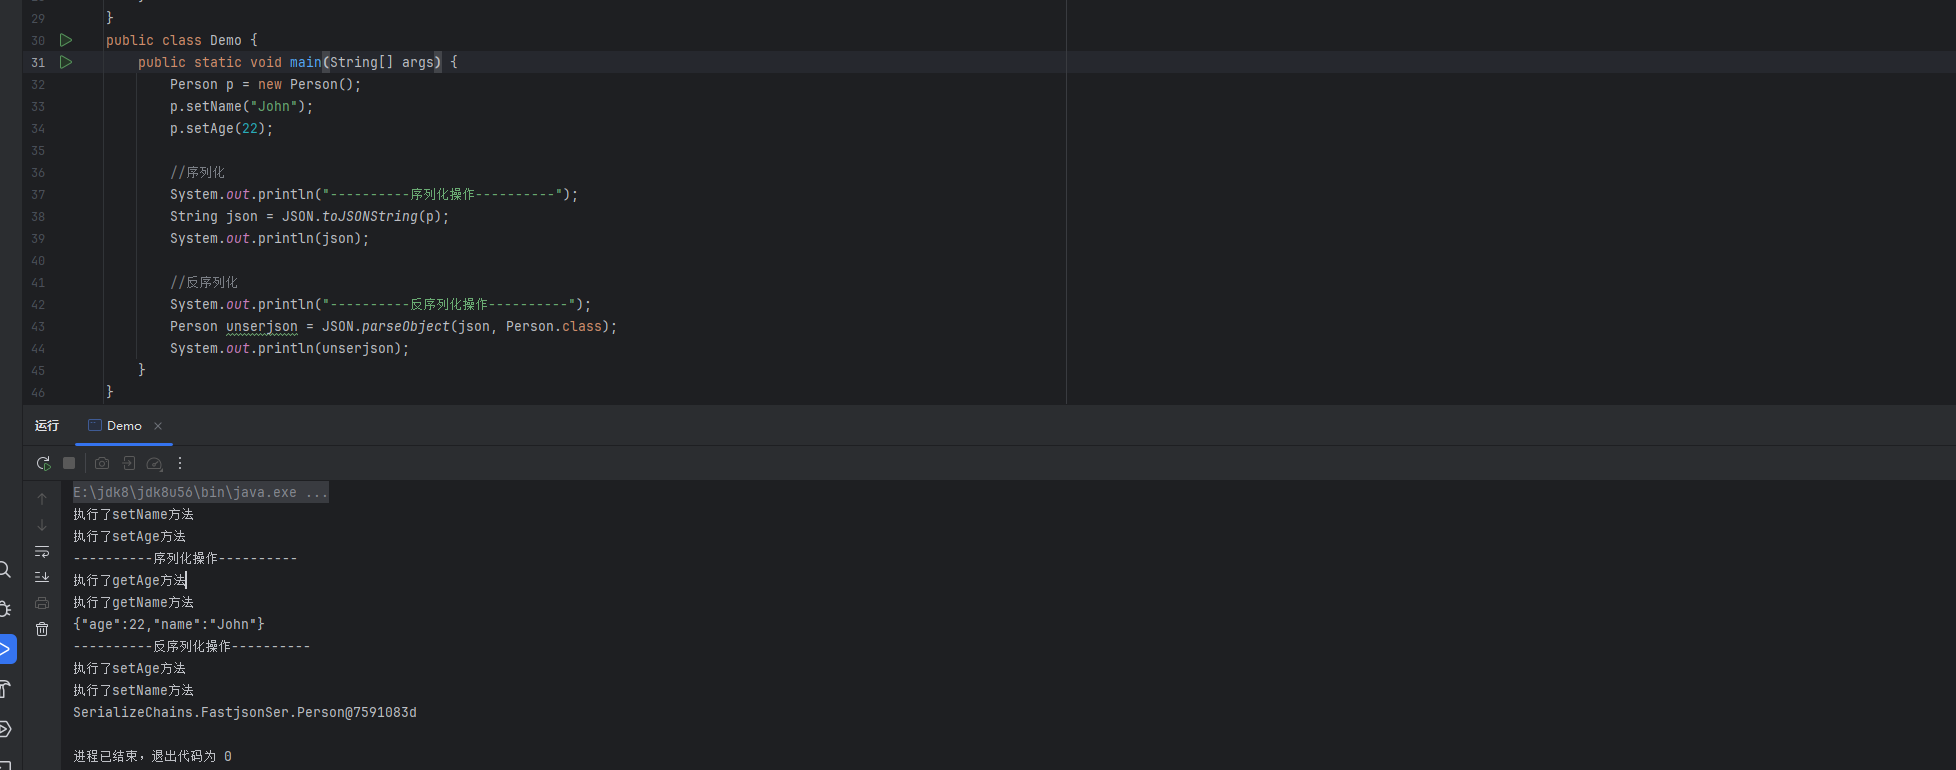 29 }
30 public class Demo {
31 public static void main(String[] args) {
32 Person p = new Person();
33 p.setName("John");
34 p.setAge(22);
35
36 //序列化
37 System.out.println("----------序列化操作----------");
38 String json = JSON.toJSONString(p);
39 System.out.println(json);
40
41 //反序列化
42 System.out.println("----------反序列化操作----------");
43 Person unserjson = JSON.parseObject(json, Person.class);
44 System.out.println(unserjson);
45 }
46 }
运行 Demo
E:\jdk8\jdk8u56\bin\java.exe ...
执行了setName方法
执行了setAge方法
----------序列化操作----------
执行了getAge方法
执行了getName方法
{"age":22,"name":"John"}
----------反序列化操作----------
执行了setAge方法
执行了setName方法
SerializeChains.FastjsonSer.Person@7591083d
进程已结束，退出代码为 0